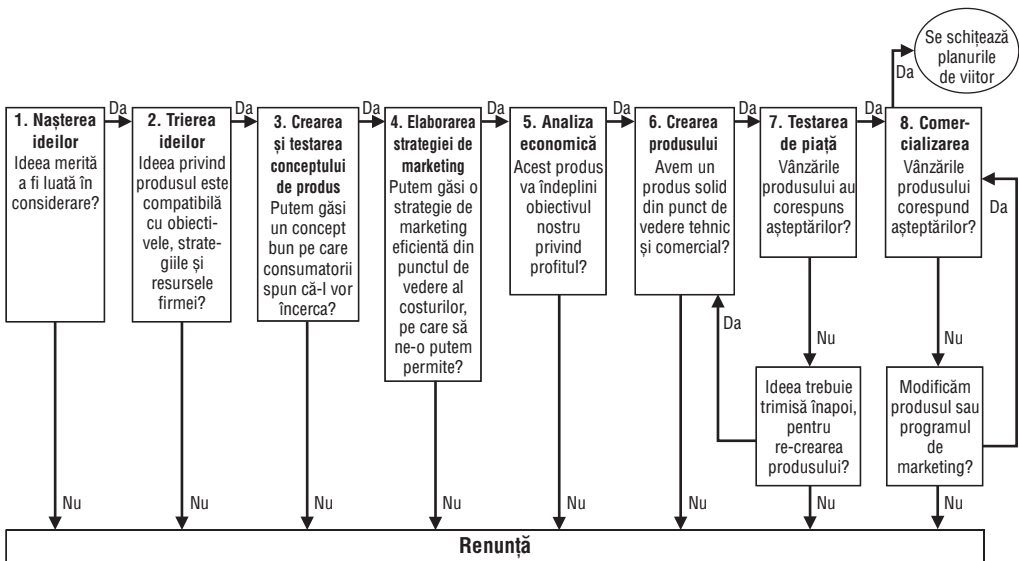 Se schițează
planurile
de viitor
Da
Da
Da
Da
Da
Da
Da
Da
1. Nașterea
ideilor
Ideea merită
a fi luată în
considerare?
2. Trierea
ideilor
Ideea privind
produsul este
compatibilă
cu obiecti-
vele, strate-
giile și
resursele
firmei?
3. Crearea
și testarea
conceptului
de produs
Putem găsi
un concept
bun pe care
consumatorii
spun că-l vor
încerca?
4. Elaborarea
strategiei de
marketing
Putem găsi o
strategie de
marketing
eficientă din
punctul de
vedere al
costurilor,
pe care să
ne-o putem
permite?
5. Analiza
economică
Acest produs
va îndeplini
obiectivul
nostru
privind
profitul?
6. Crearea
produsului
Avem un
produs solid
din punct de
vedere tehnic
și comercial?
7. Testarea
de piață
Vânzările
produsului au
corespuns
așteptărilor?
8. Comer-
cializarea
Vânzările
produsului
corespund
așteptărilor?
Da
Da
Nu
Nu
Ideea trebuie
trimisă înapoi,
pentru
re-crearea
produsului?
Modificăm
produsul sau
programul
de
marketing?
Nu
Nu
Nu
Nu
Nu
Nu
Nu
Nu
Renunță